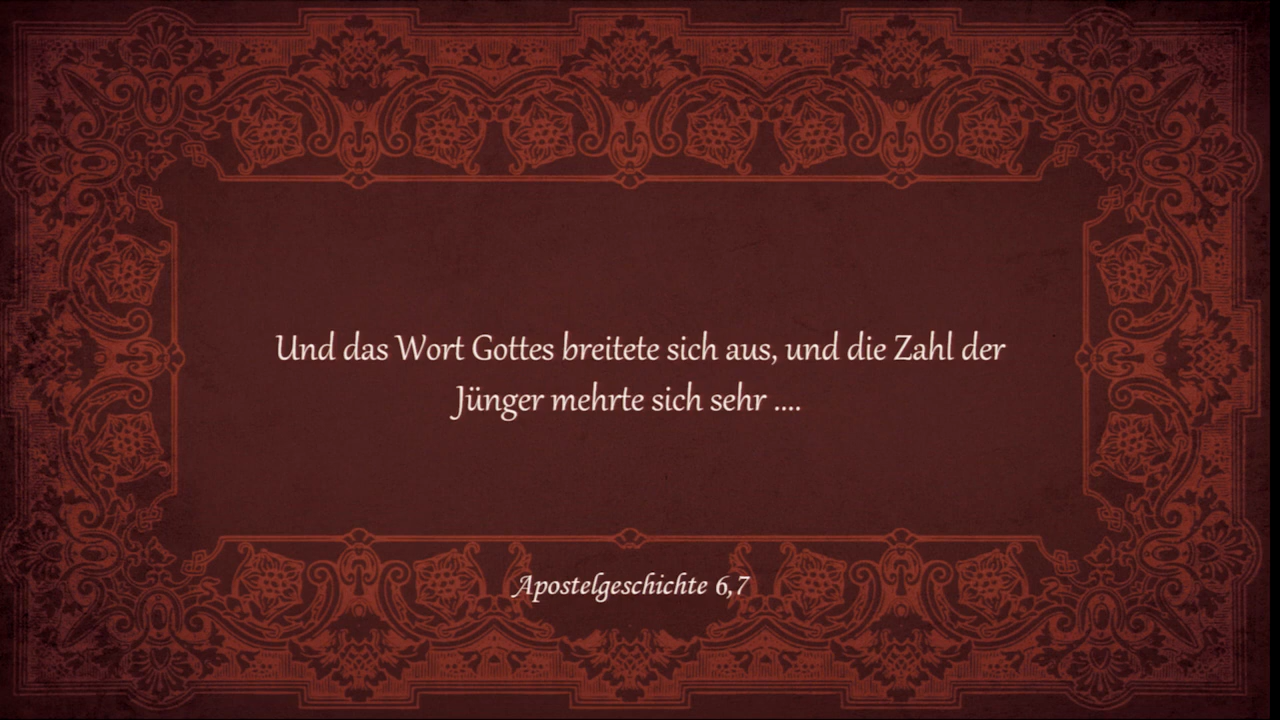 Und das Wort Gottes breitete sich aus, und die Zahl der
Jünger mehrte sich sehr ....
Apostelgeschichte 6,7